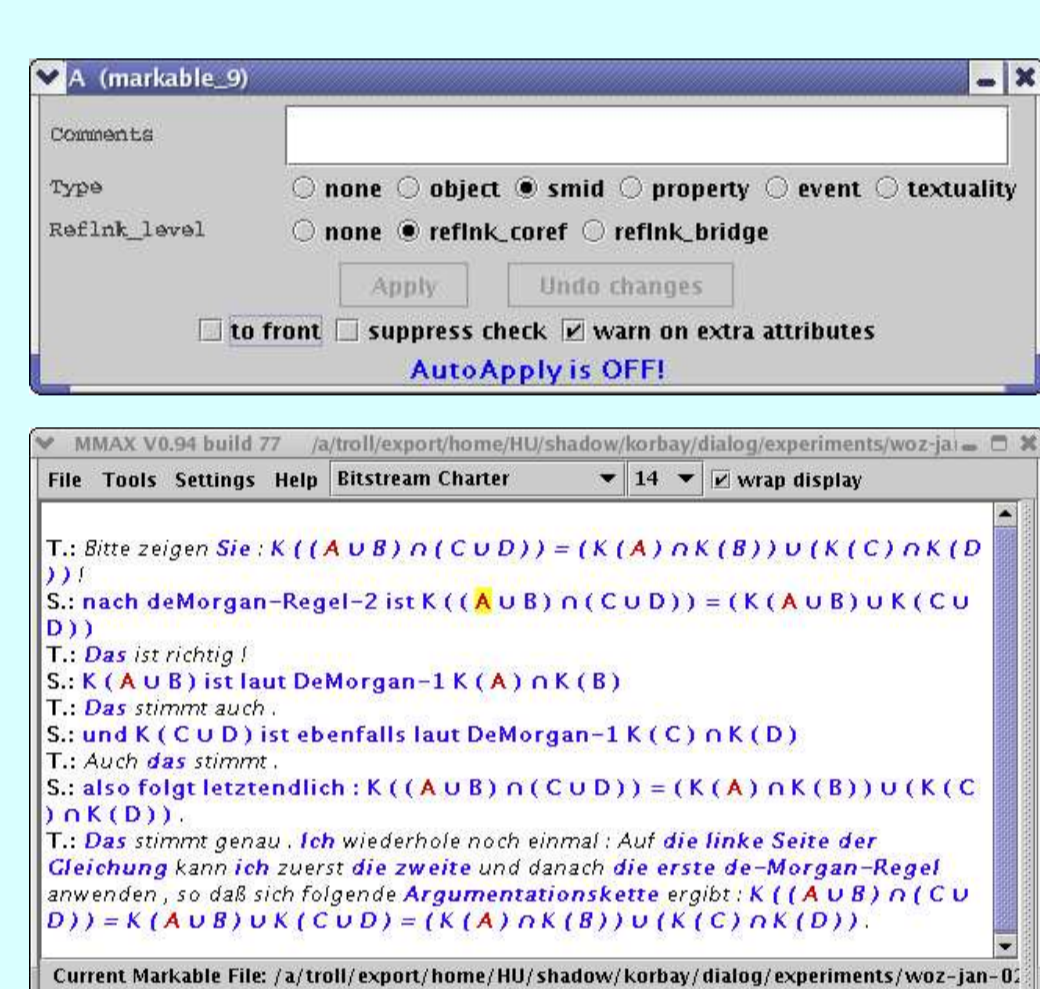 A (markable_9)
Comments
Type none object smid property event textuality
Reflnk_level none reflnk_coref reflnk_bridge
Apply Undo changes
to front suppress check warn on extra attributes
AutoApply is OFF!
MMAX V0.94 build 77 /a/troll/export/home/HU/shadow/korbay/dialog/experiments/woz-ja
File Tools Settings Help Bitstream Charter 14 wrap display
T.: Bitte zeigen Sie : K ( ( A ∪ B ) ∩ ( C ∪ D ) ) = ( K ( A ) ∩ K ( B ) ) ∪ ( K ( C ) ∩ K ( D
) ) !
S.: nach deMorgan-Regel-2 ist K ( ( A ∪ B ) ∩ ( C ∪ D ) ) = ( K ( A ∪ B ) ∪ K ( C ∪
D ) )
T.: Das ist richtig !
S.: K ( A ∪ B ) ist laut DeMorgan-1 K ( A ) ∩ K ( B )
T.: Das stimmt auch .
S.: und K ( C ∪ D ) ist ebenfalls laut DeMorgan-1 K ( C ) ∩ K ( D )
T.: Auch das stimmt .
S.: also folgt letztendlich : K ( ( A ∪ B ) ∩ ( C ∪ D ) ) = ( K ( A ) ∩ K ( B ) ) ∪ ( K ( C
) ∩ K ( D ) ) .
T.: Das stimmt genau . Ich wiederhole noch einmal : Auf die linke Seite der
Gleichung kann ich zuerst die zweite und danach die erste de-Morgan-Regel
anwenden , so daß sich folgende Argumentationskette ergibt : K ( ( A ∪ B ) ∩ ( C ∪
D ) ) = K ( A ∪ B ) ∪ K ( C ∪ D ) = ( K ( A ) ∩ K ( B ) ) ∪ ( K ( C ) ∩ K ( D ) ) .
Current Markable File: /a/troll/export/home/HU/shadow/korbay/dialog/experiments/woz-jan-02